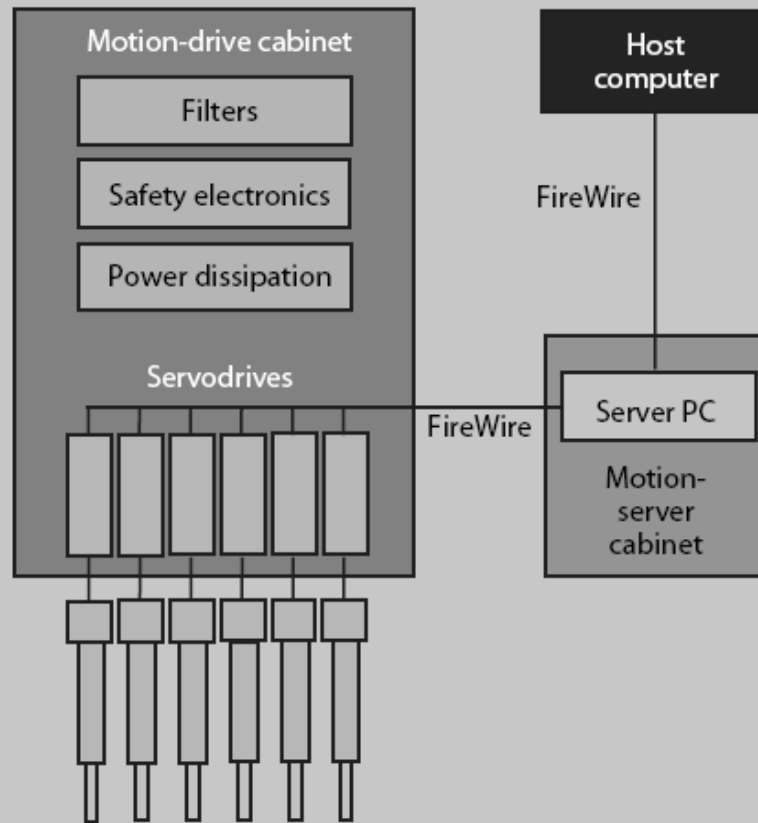 Motion-drive cabinet
Filters
Safety electronics
Power dissipation
Servodrives
Host
computer
FireWire
FireWire
Server PC
Motion-
server
cabinet